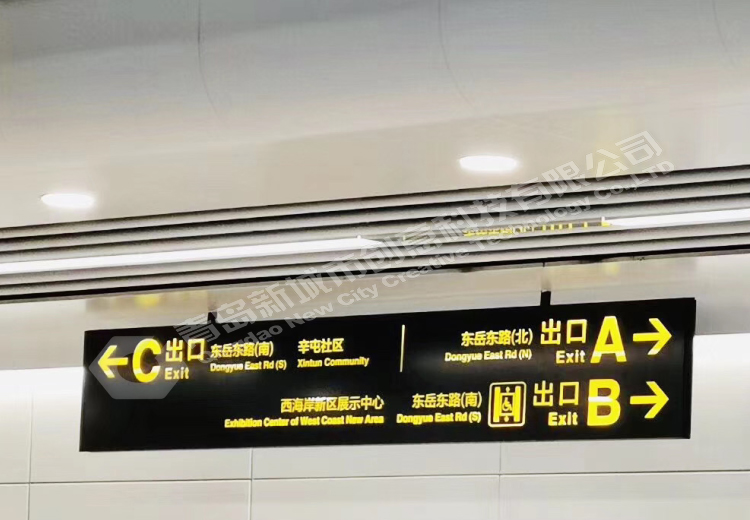 青岛新城市创意科技有限公司
Qingdao New City Creative Technology Co.,Ltd
C 出口 Exit
东岳东路(南)
Dongyue East Rd (S)
辛屯社区
Xintun Community
东岳东路(北)
Dongyue East Rd (N)
出口 Exit A
西海岸新区展示中心
Exhibition Center of West Coast New Area
东岳东路(南)
Dongyue East Rd (S)
出口 Exit B